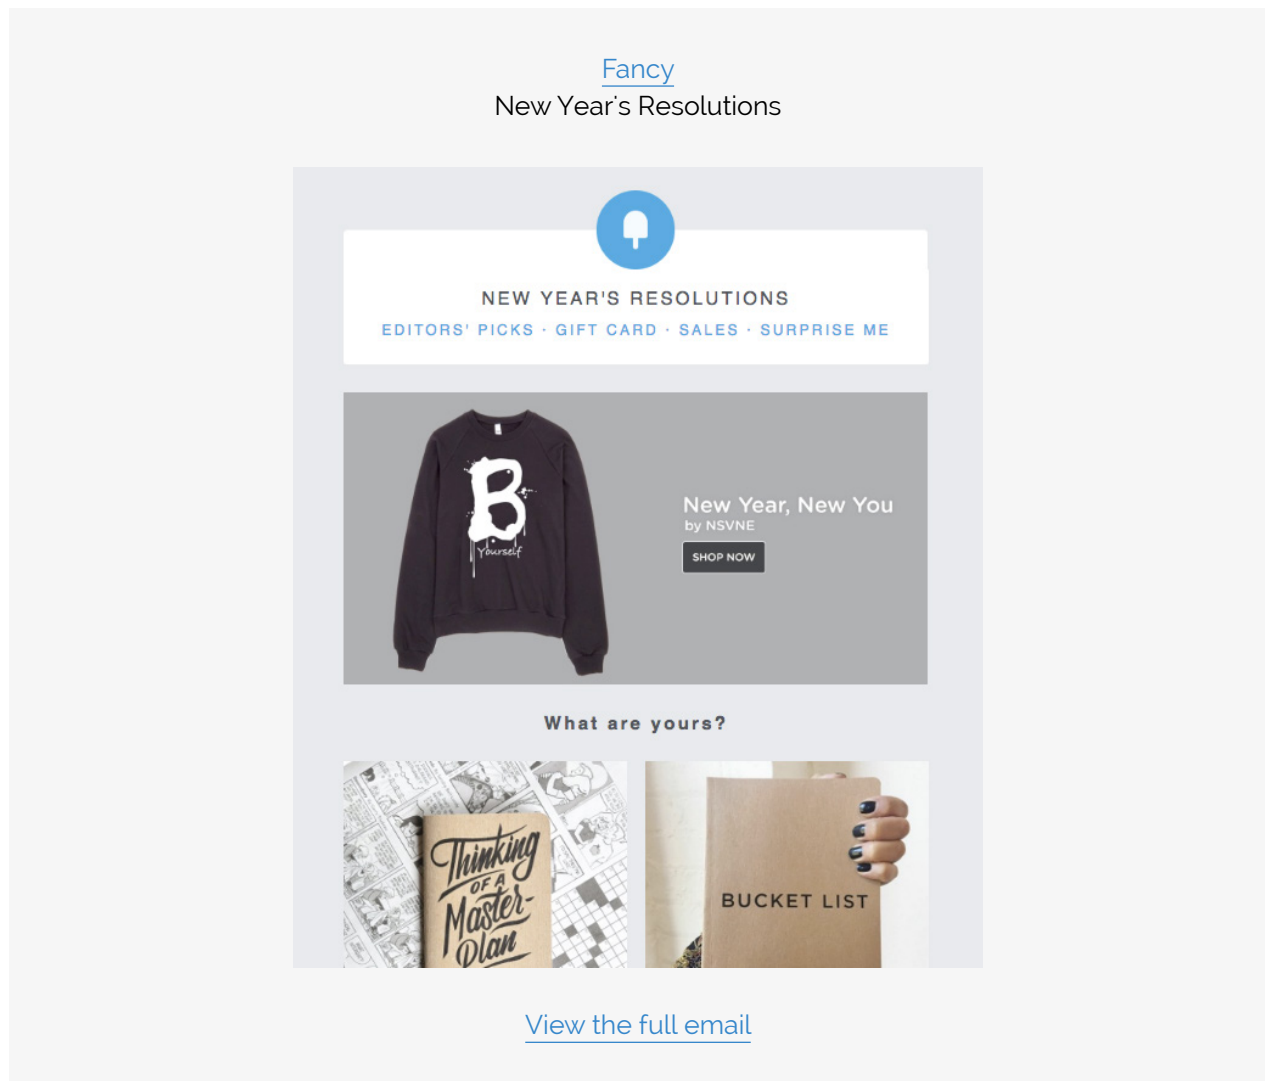 Fancy
New Year's Resolutions
NEW YEAR'S RESOLUTIONS
EDITORS' PICKS · GIFT CARD · SALES · SURPRISE ME
B
Yourself
New Year, New You
by NSVNE
SHOP NOW
What are yours?
Thinking
OF A
Master-
Plan
BUCKET LIST
View the full email